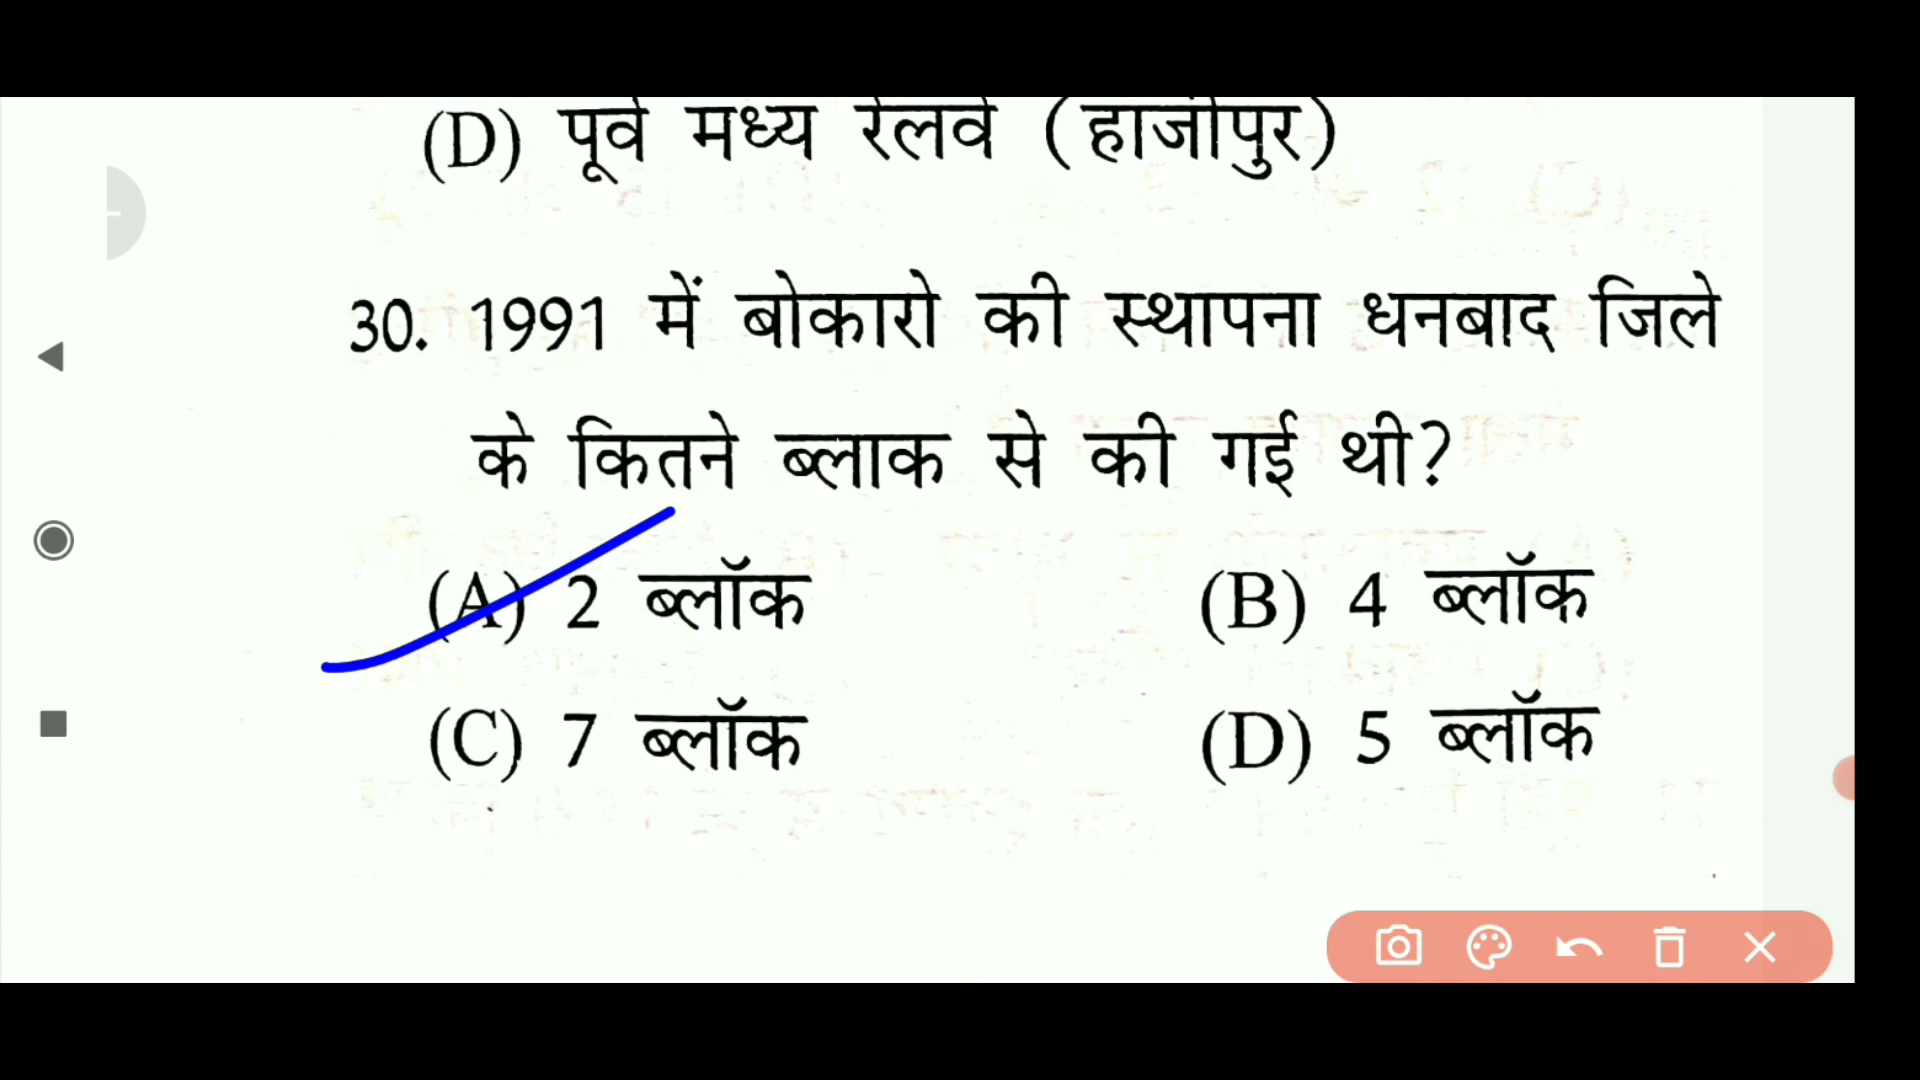 (D) पूर्व मध्य रेलवे (हाजीपुर)
30. 1991 में बोकारो की स्थापना धनबाद जिले
के कितने ब्लाक से की गई थी?
(A) 2 ब्लॉक (B) 4 ब्लॉक
(C) 7 ब्लॉक (D) 5 ब्लॉक